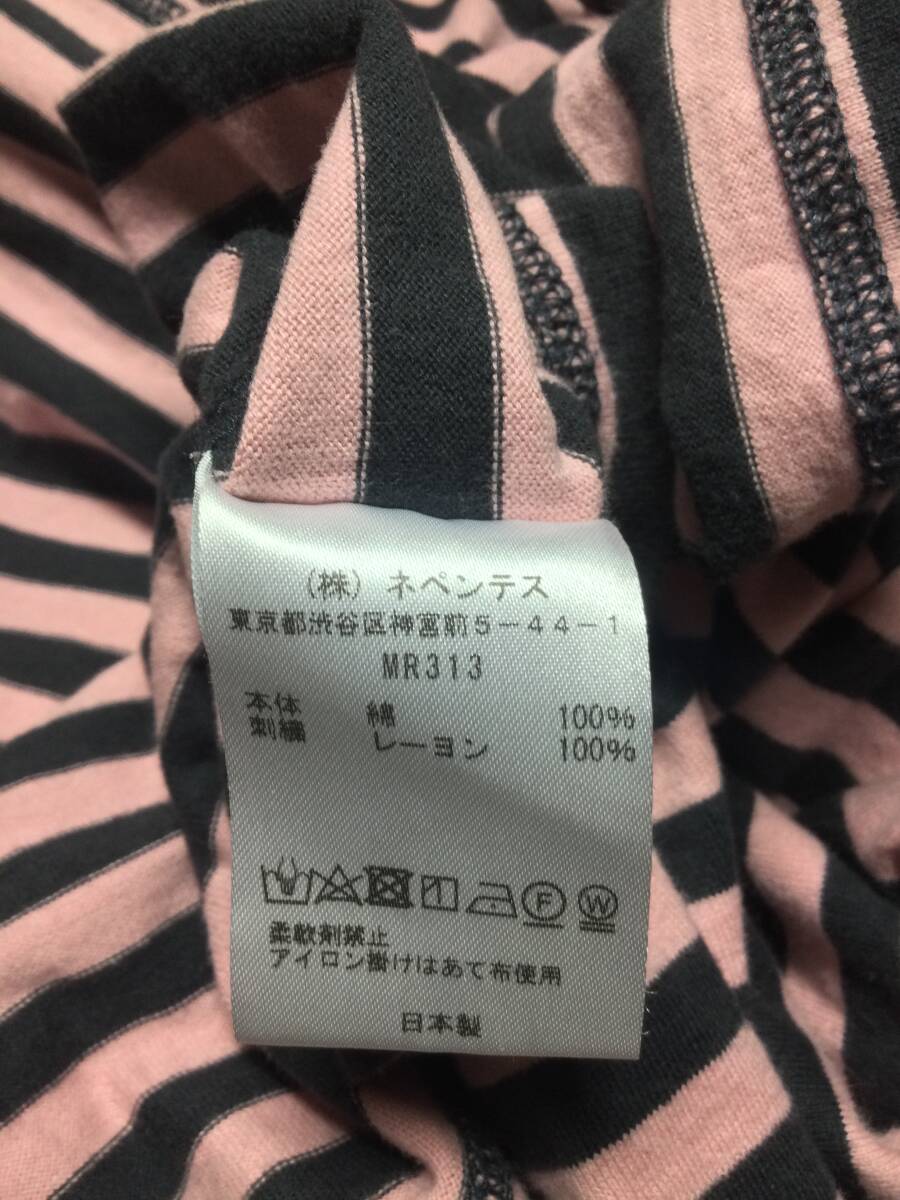 (株) ネペンテス
東京都渋谷区神宮前5-44-1
MR313
本体 綿 100%
刺繍 レーヨン 100%
F W
柔軟剤禁止
アイロン掛けはあて布使用
日本製